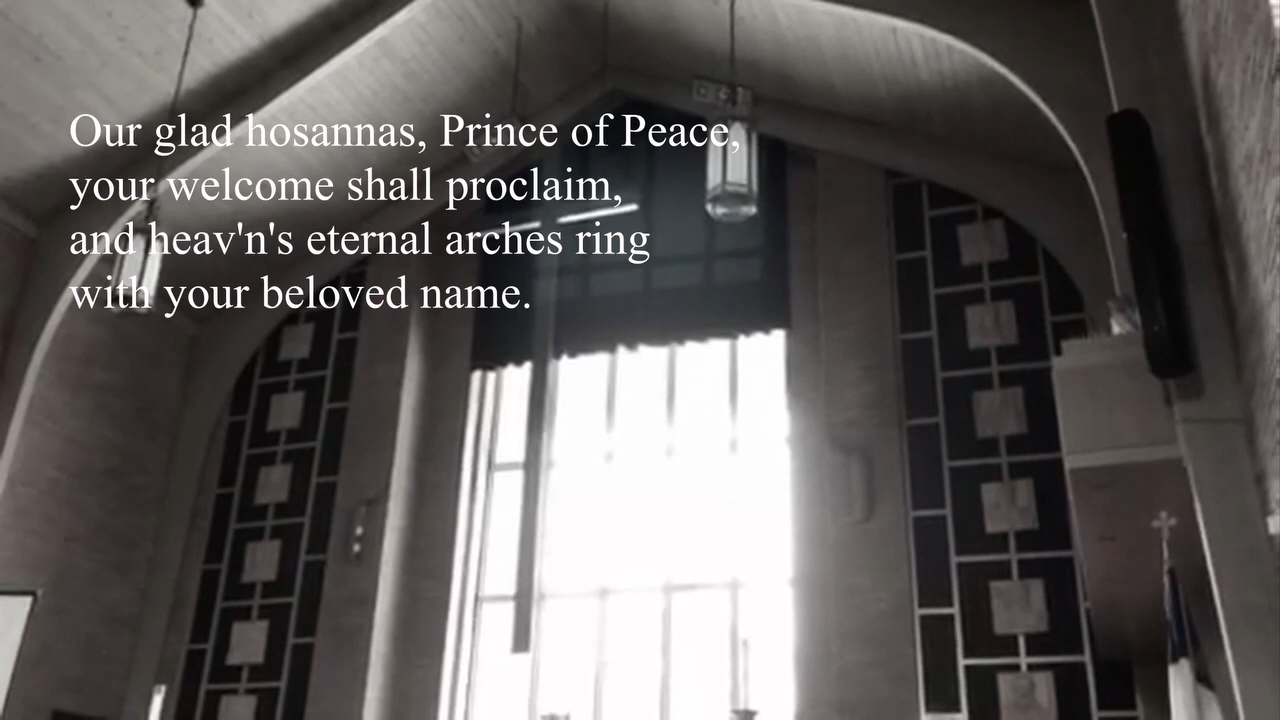 Our glad hosannas, Prince of Peace,
your welcome shall proclaim,
and heav'n's eternal arches ring
with your beloved name.